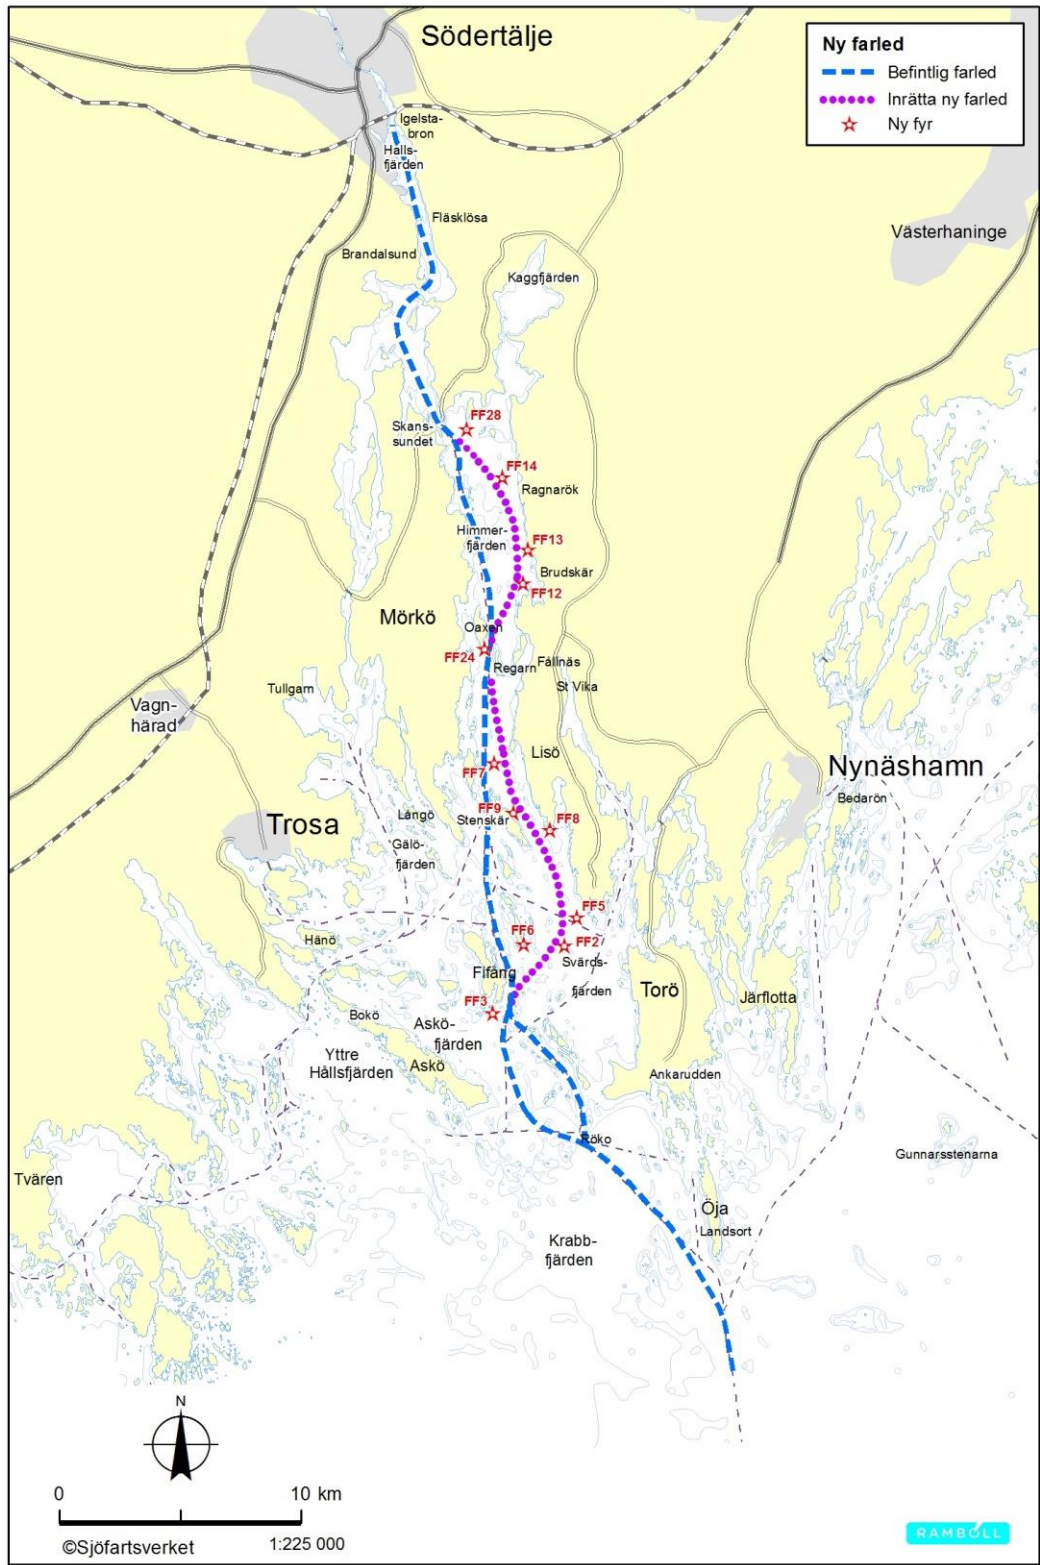 Södertälje
Ny farled
Befintlig farled
Inrätta ny farled
Ny fyr
Igelsta-
bron
Halls-
fjärden
Fläsklösa
Brandalsund
Västerhaninge
Kaggfjärden
FF28
Skans-
sundet
FF14
Ragnarök
Himmer-
fjärden
FF13
Brudskär
FF12
Mörkö
Oaxen
FF24
Regarn
Fållnäs
St Vika
Tullgarn
Vagn-
härad
Lisö
FF7
Nynäshamn
Bedarön
FF9
Stenskär
FF8
Långö
Trosa
Gälö-
fjärden
FF5
FF6
FF2
Hänö
Svärds-
fjärden
Fifång
Torö
Järflotta
FF3
Bokö
Askö-
fjärden
Yttre
Hållsfjärden
Askö
Ankarudden
Röko
Gunnarsstenarna
Tvären
Öja
Landsort
Krabb-
fjärden
N
0 10 km
©Sjöfartsverket 1:225 000
RAMBOLL